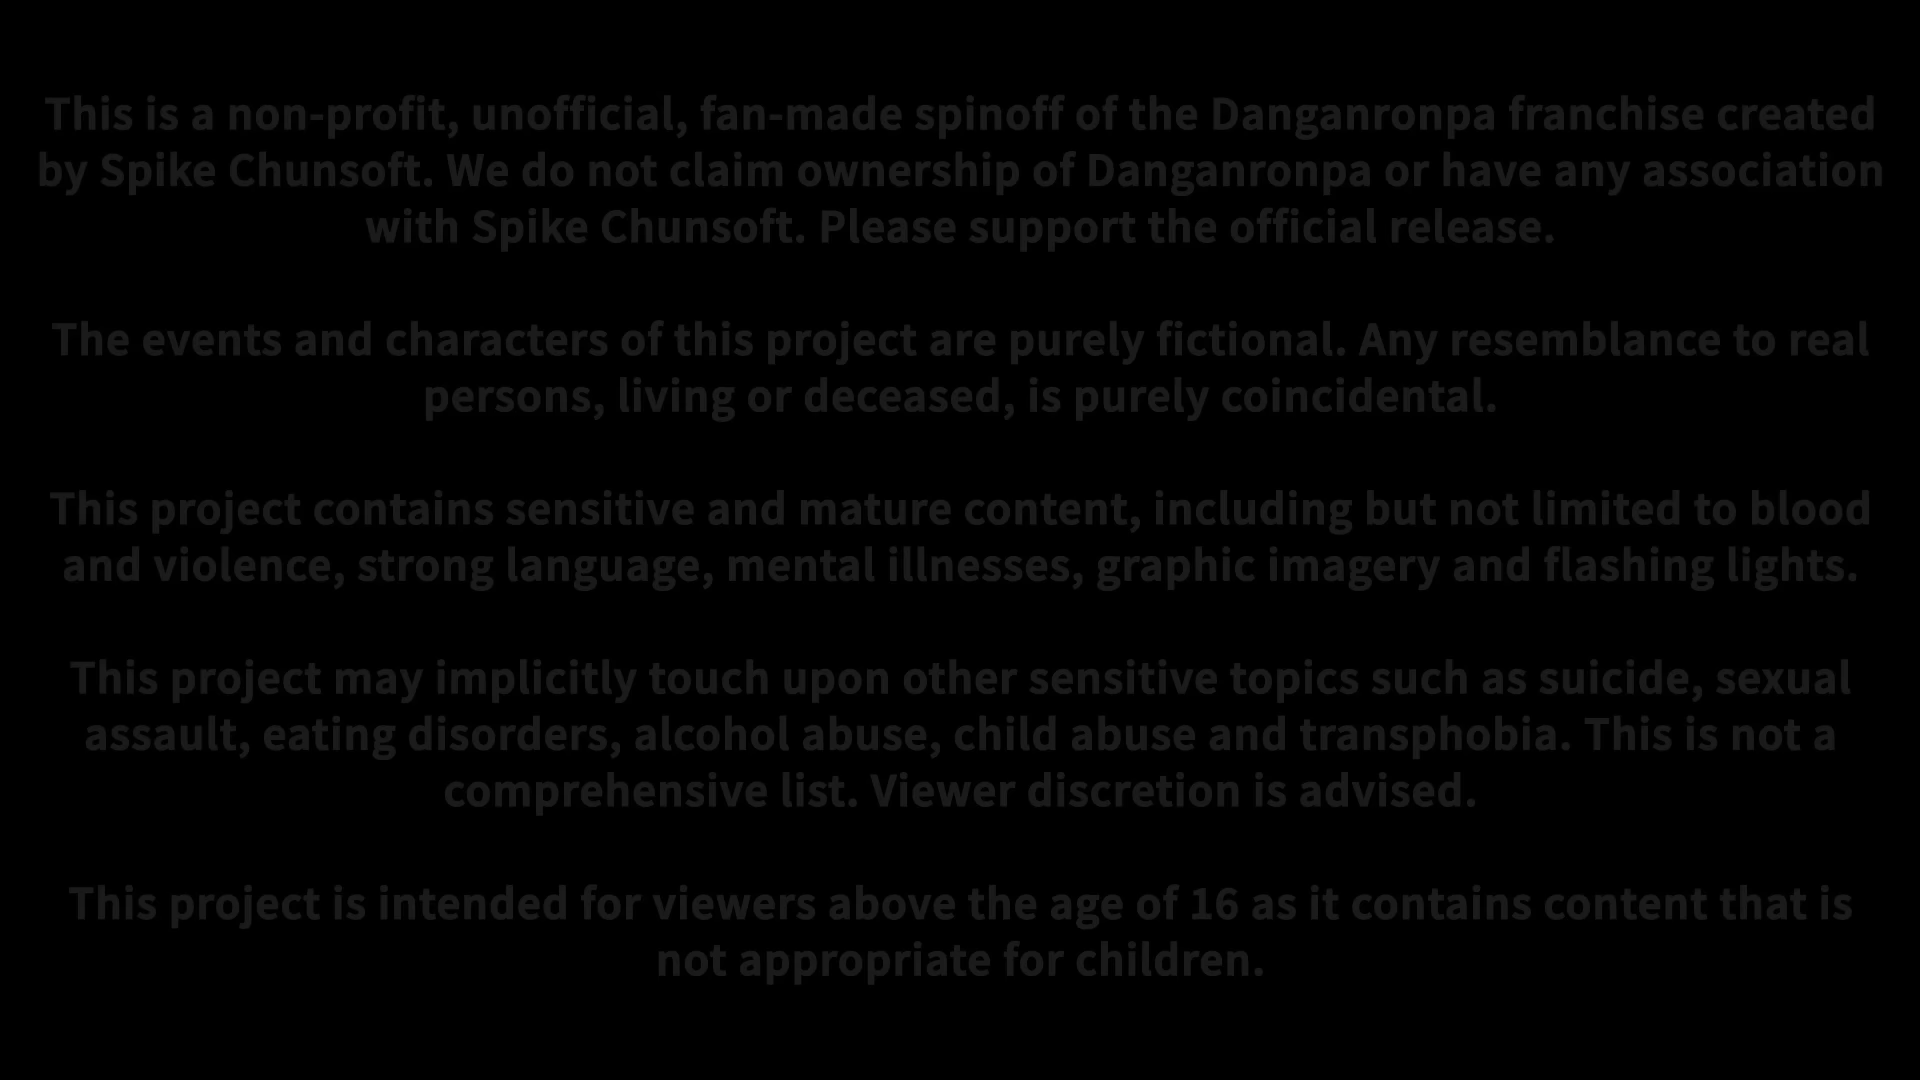 This is a non-profit, unofficial, fan-made spinoff of the Danganronpa franchise created
by Spike Chunsoft. We do not claim ownership of Danganronpa or have any association
with Spike Chunsoft. Please support the official release.
The events and characters of this project are purely fictional. Any resemblance to real
persons, living or deceased, is purely coincidental.
This project contains sensitive and mature content, including but not limited to blood
and violence, strong language, mental illnesses, graphic imagery and flashing lights.
This project may implicitly touch upon other sensitive topics such as suicide, sexual
assault, eating disorders, alcohol abuse, child abuse and transphobia. This is not a
comprehensive list. Viewer discretion is advised.
This project is intended for viewers above the age of 16 as it contains content that is
not appropriate for children.